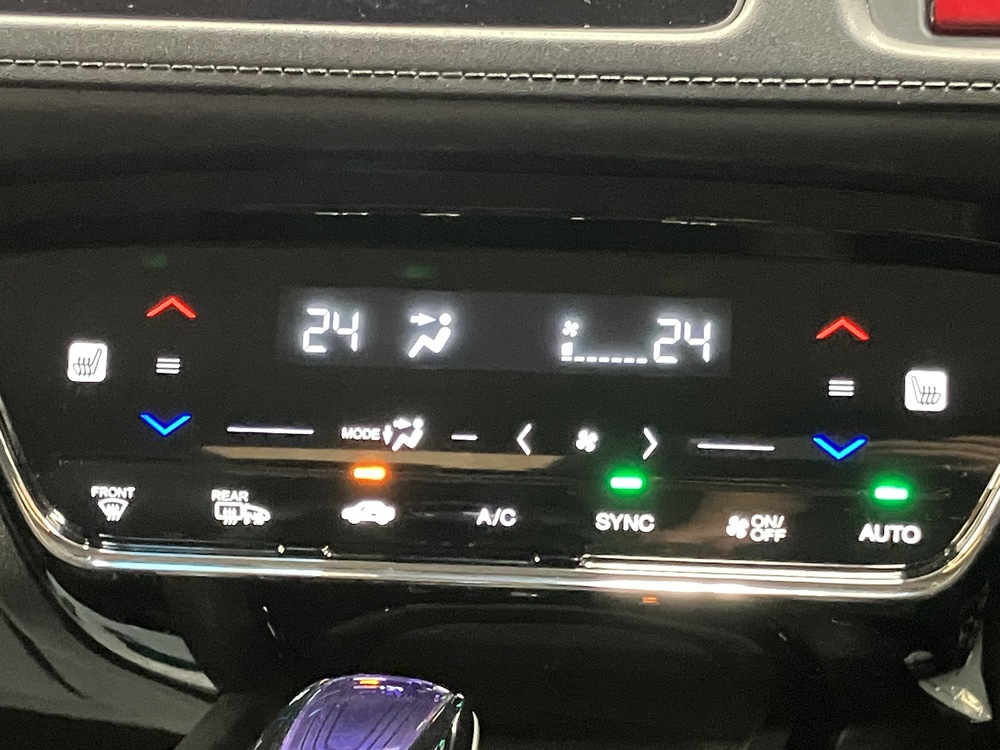 24 24
MODE
FRONT
REAR
A/C
SYNC
ON/
OFF
AUTO